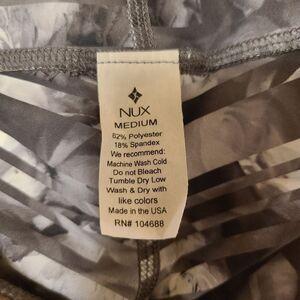 NUX
MEDIUM
82% Polyester
18% Spandex
We recommend:
Machine Wash Cold
Do not Bleach
Tumble Dry Low
Wash & Dry with
like colors
Made in the USA
RN# 104688